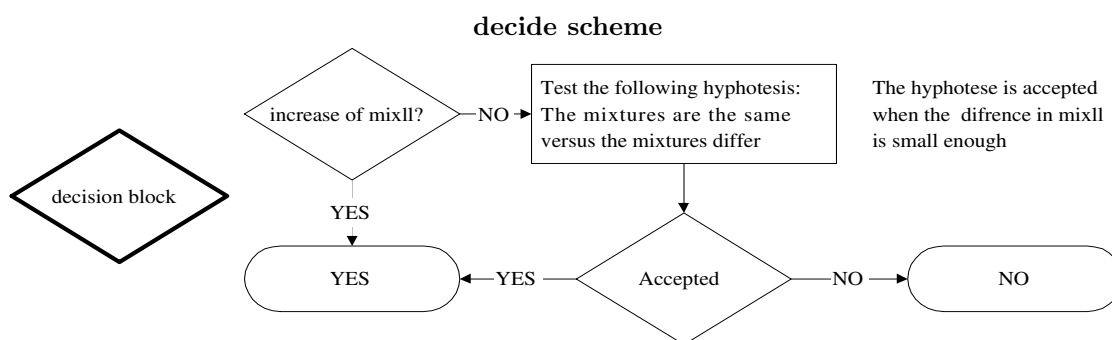 decide scheme
increase of mixll?
NO
Test the following hyphotesis:
The mixtures are the same
versus the mixtures differ
The hyphotese is accepted
when the difrence in mixll
is small enough
decision block
YES
YES
YES
Accepted
NO
NO